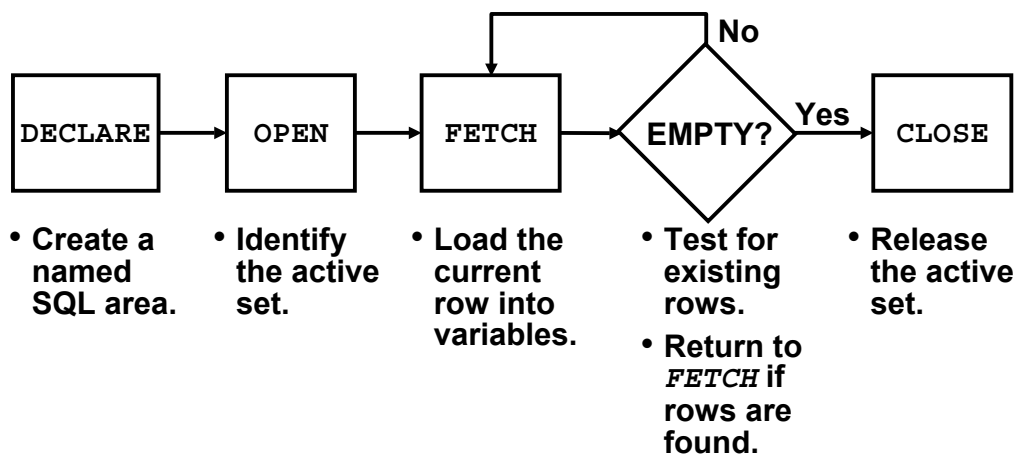 No
DECLARE
OPEN
FETCH
EMPTY?
Yes
CLOSE
• Create a
named
SQL area.
• Identify
the active
set.
• Load the
current
row into
variables.
• Test for
existing
rows.
• Return to
FETCH if
rows are
found.
• Release
the active
set.